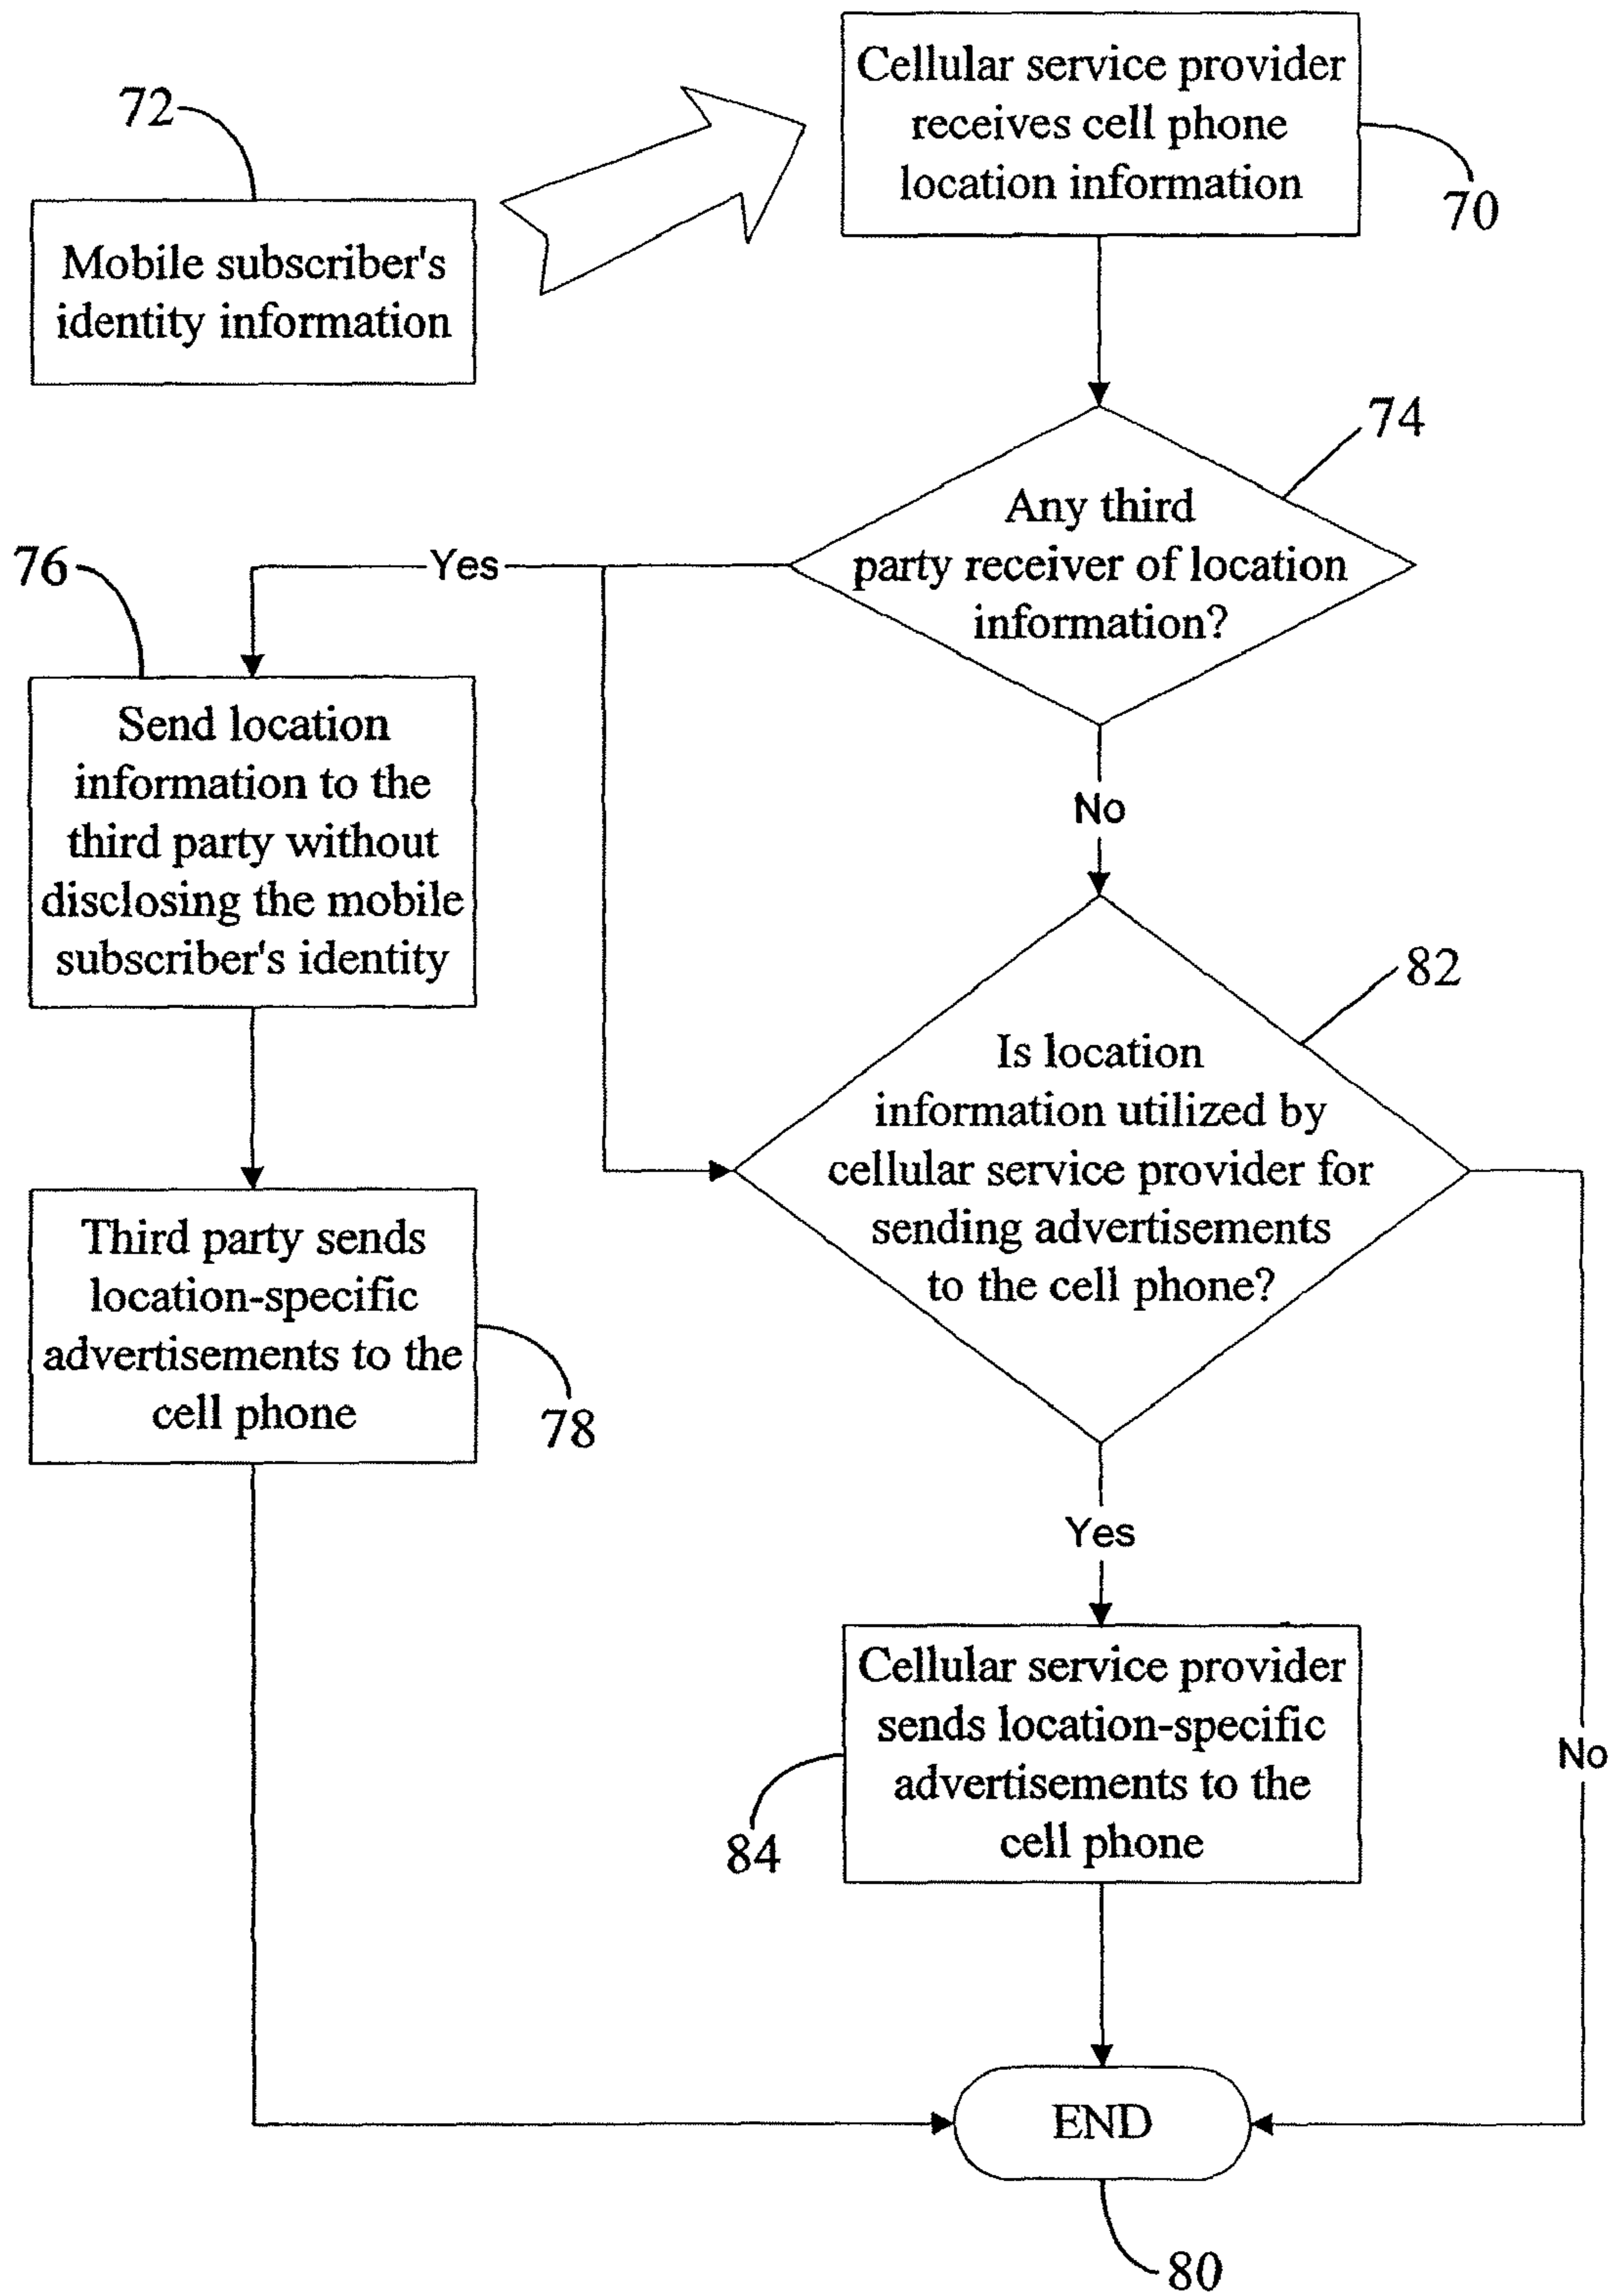 Cellular service provider
receives cell phone
location information
70
72
Mobile subscriber's
identity information
74
Any third
party receiver of location
information?
Yes
76
Send location
information to the
third party without
disclosing the mobile
subscriber's identity
No
82
Is location
information utilized by
cellular service provider for
sending advertisements
to the cell phone?
Third party sends
location-specific
advertisements to the
cell phone
78
Yes
Cellular service provider
sends location-specific
advertisements to the
cell phone
84
No
END
80